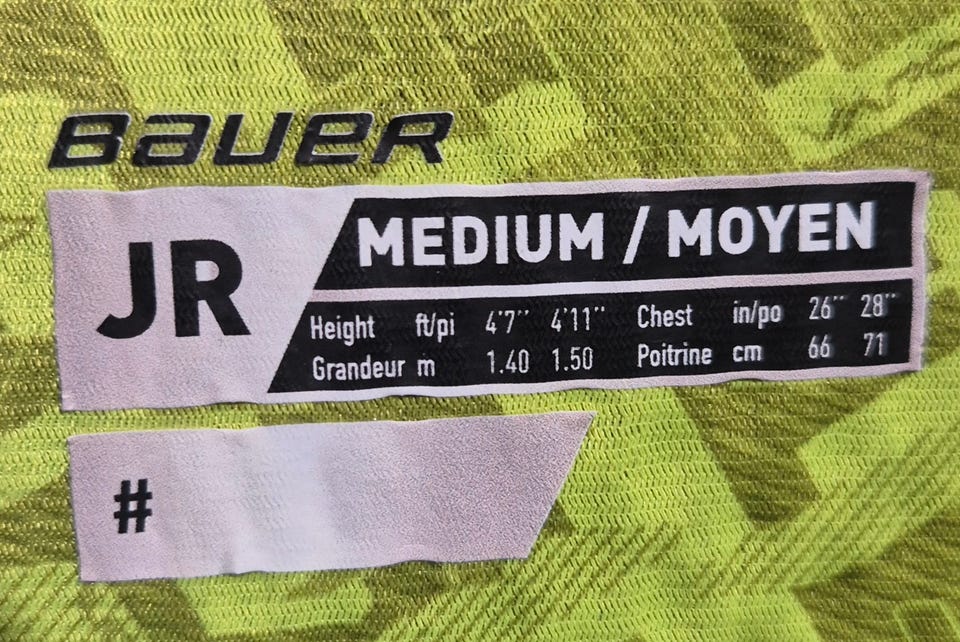 BAUER
JR
MEDIUM / MOYEN
Height ft/pi 4'7'' 4'11'' Chest in/po 26'' 28''
Grandeur m 1.40 1.50 Poitrine cm 66 71
#